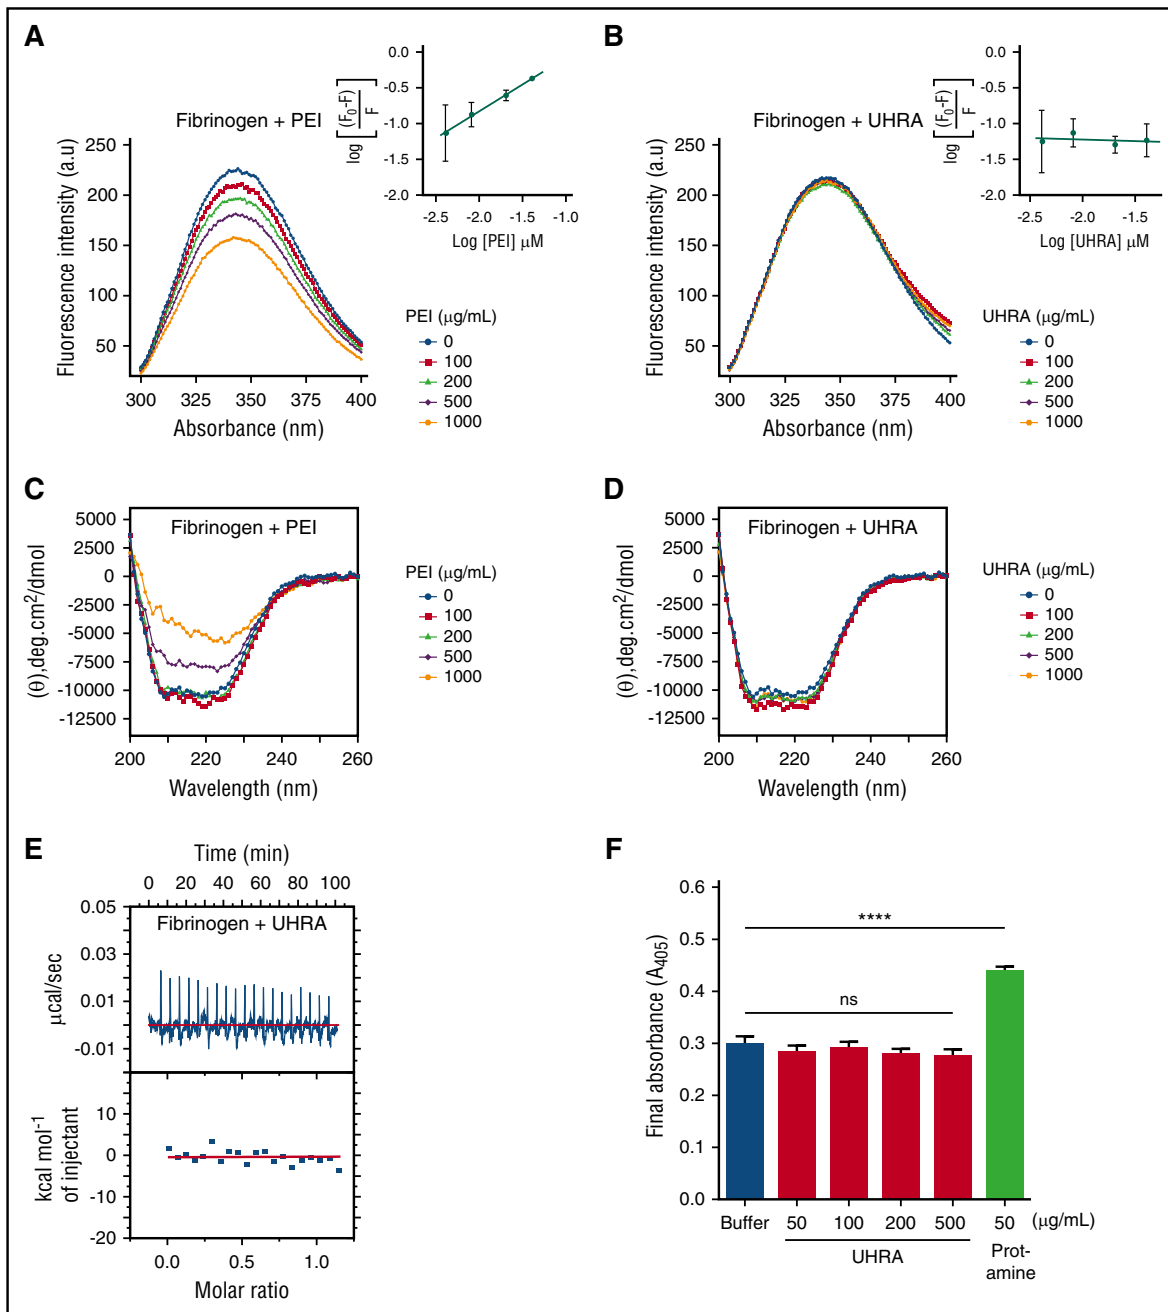 A
Fibrinogen + PEI
Fluorescence intensity (a.u)
250
200
150
100
50
300 325 350 375 400
Absorbance (nm)
log [(F0-F)/F]
0.0
-0.5
-1.0
-1.5
-2.0
-2.5 -2.0 -1.5 -1.0
Log [PEI] μM
PEI (μg/mL)
0
100
200
500
1000
B
Fibrinogen + UHRA
Fluorescence intensity (a.u)
250
200
150
100
50
300 325 350 375 400
Absorbance (nm)
log [(F0-F)/F]
0.0
-0.5
-1.0
-1.5
-2.0
-2.5 -2.0 -1.5
Log [UHRA] μM
UHRA (μg/mL)
0
100
200
500
1000
C
Fibrinogen + PEI
(θ),deg.cm²/dmol
5000
2500
0
-2500
-5000
-7500
-10000
-12500
200 220 240 260
Wavelength (nm)
PEI (μg/mL)
0
100
200
500
1000
D
Fibrinogen + UHRA
(θ),deg.cm²/dmol
5000
2500
0
-2500
-5000
-7500
-10000
-12500
200 220 240 260
Wavelength (nm)
UHRA (μg/mL)
0
100
200
500
1000
E
Time (min)
0 20 40 60 80 100
Fibrinogen + UHRA
μcal/sec
0.05
0.03
0.01
-0.01
kcal mol⁻¹
of injectant
10
0
-10
-20
0.0 0.5 1.0
Molar ratio
F
Final absorbance (A405)
0.6
0.5
0.4
0.3
0.2
0.1
0.0
****
ns
Buffer 50 100 200 500 50 (μg/mL)
UHRA
Prot-
amine